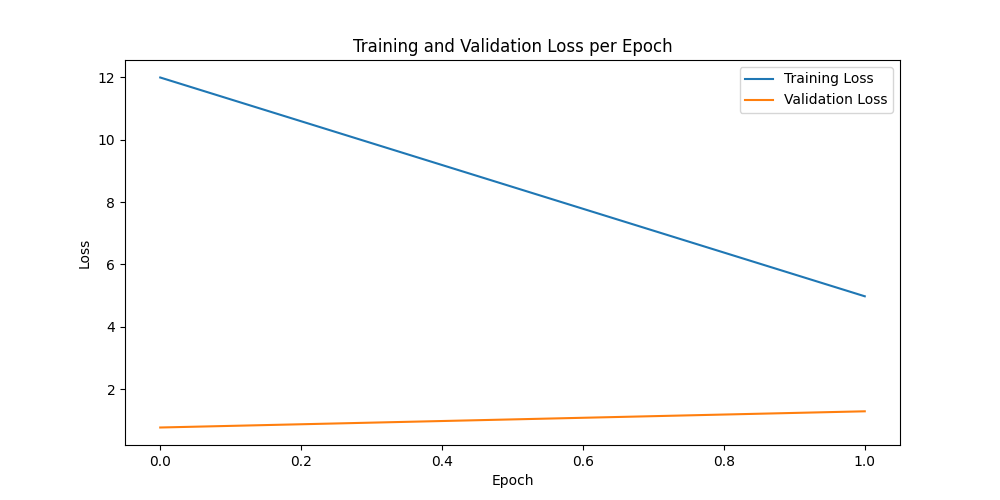 Training and Validation Loss per Epoch
Training Loss
Validation Loss
12
10
8
6
4
2
Loss
0.0 0.2 0.4 0.6 0.8 1.0
Epoch